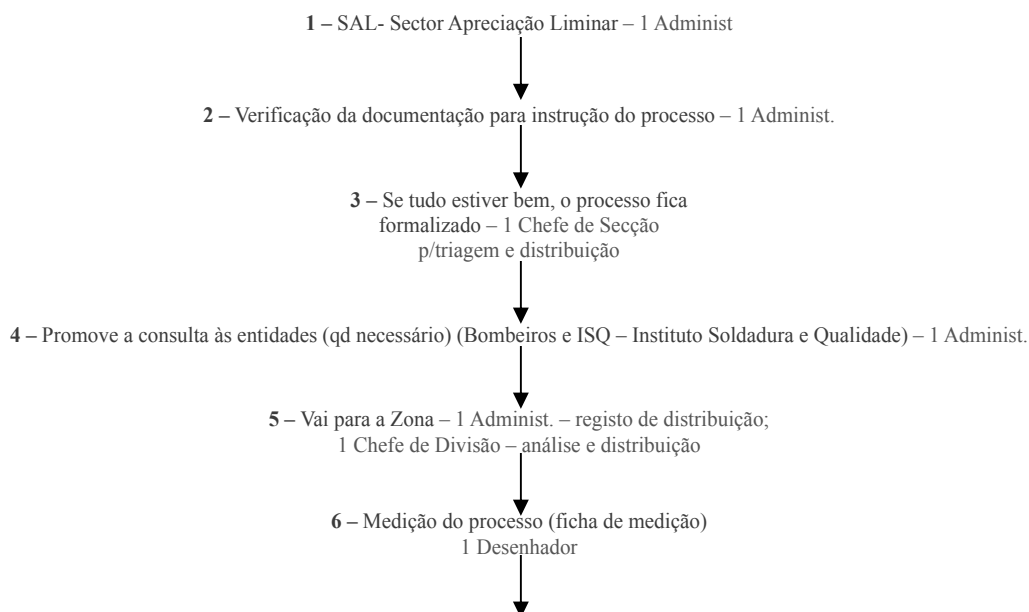 1 – SAL- Sector Apreciação Liminar – 1 Administ
2 – Verificação da documentação para instrução do processo – 1 Administ.
3 – Se tudo estiver bem, o processo fica
formalizado – 1 Chefe de Secção
p/triagem e distribuição
4 – Promove a consulta às entidades (qd necessário) (Bombeiros e ISQ – Instituto Soldadura e Qualidade) – 1 Administ.
5 – Vai para a Zona – 1 Administ. – registo de distribuição;
1 Chefe de Divisão – análise e distribuição
6 – Medição do processo (ficha de medição)
1 Desenhador